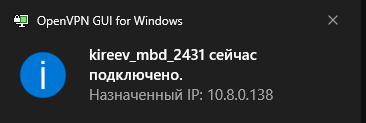 OpenVPN GUI for Windows
kireev_mbd_2431 сейчас
подключено.
Назначенный IP: 10.8.0.138